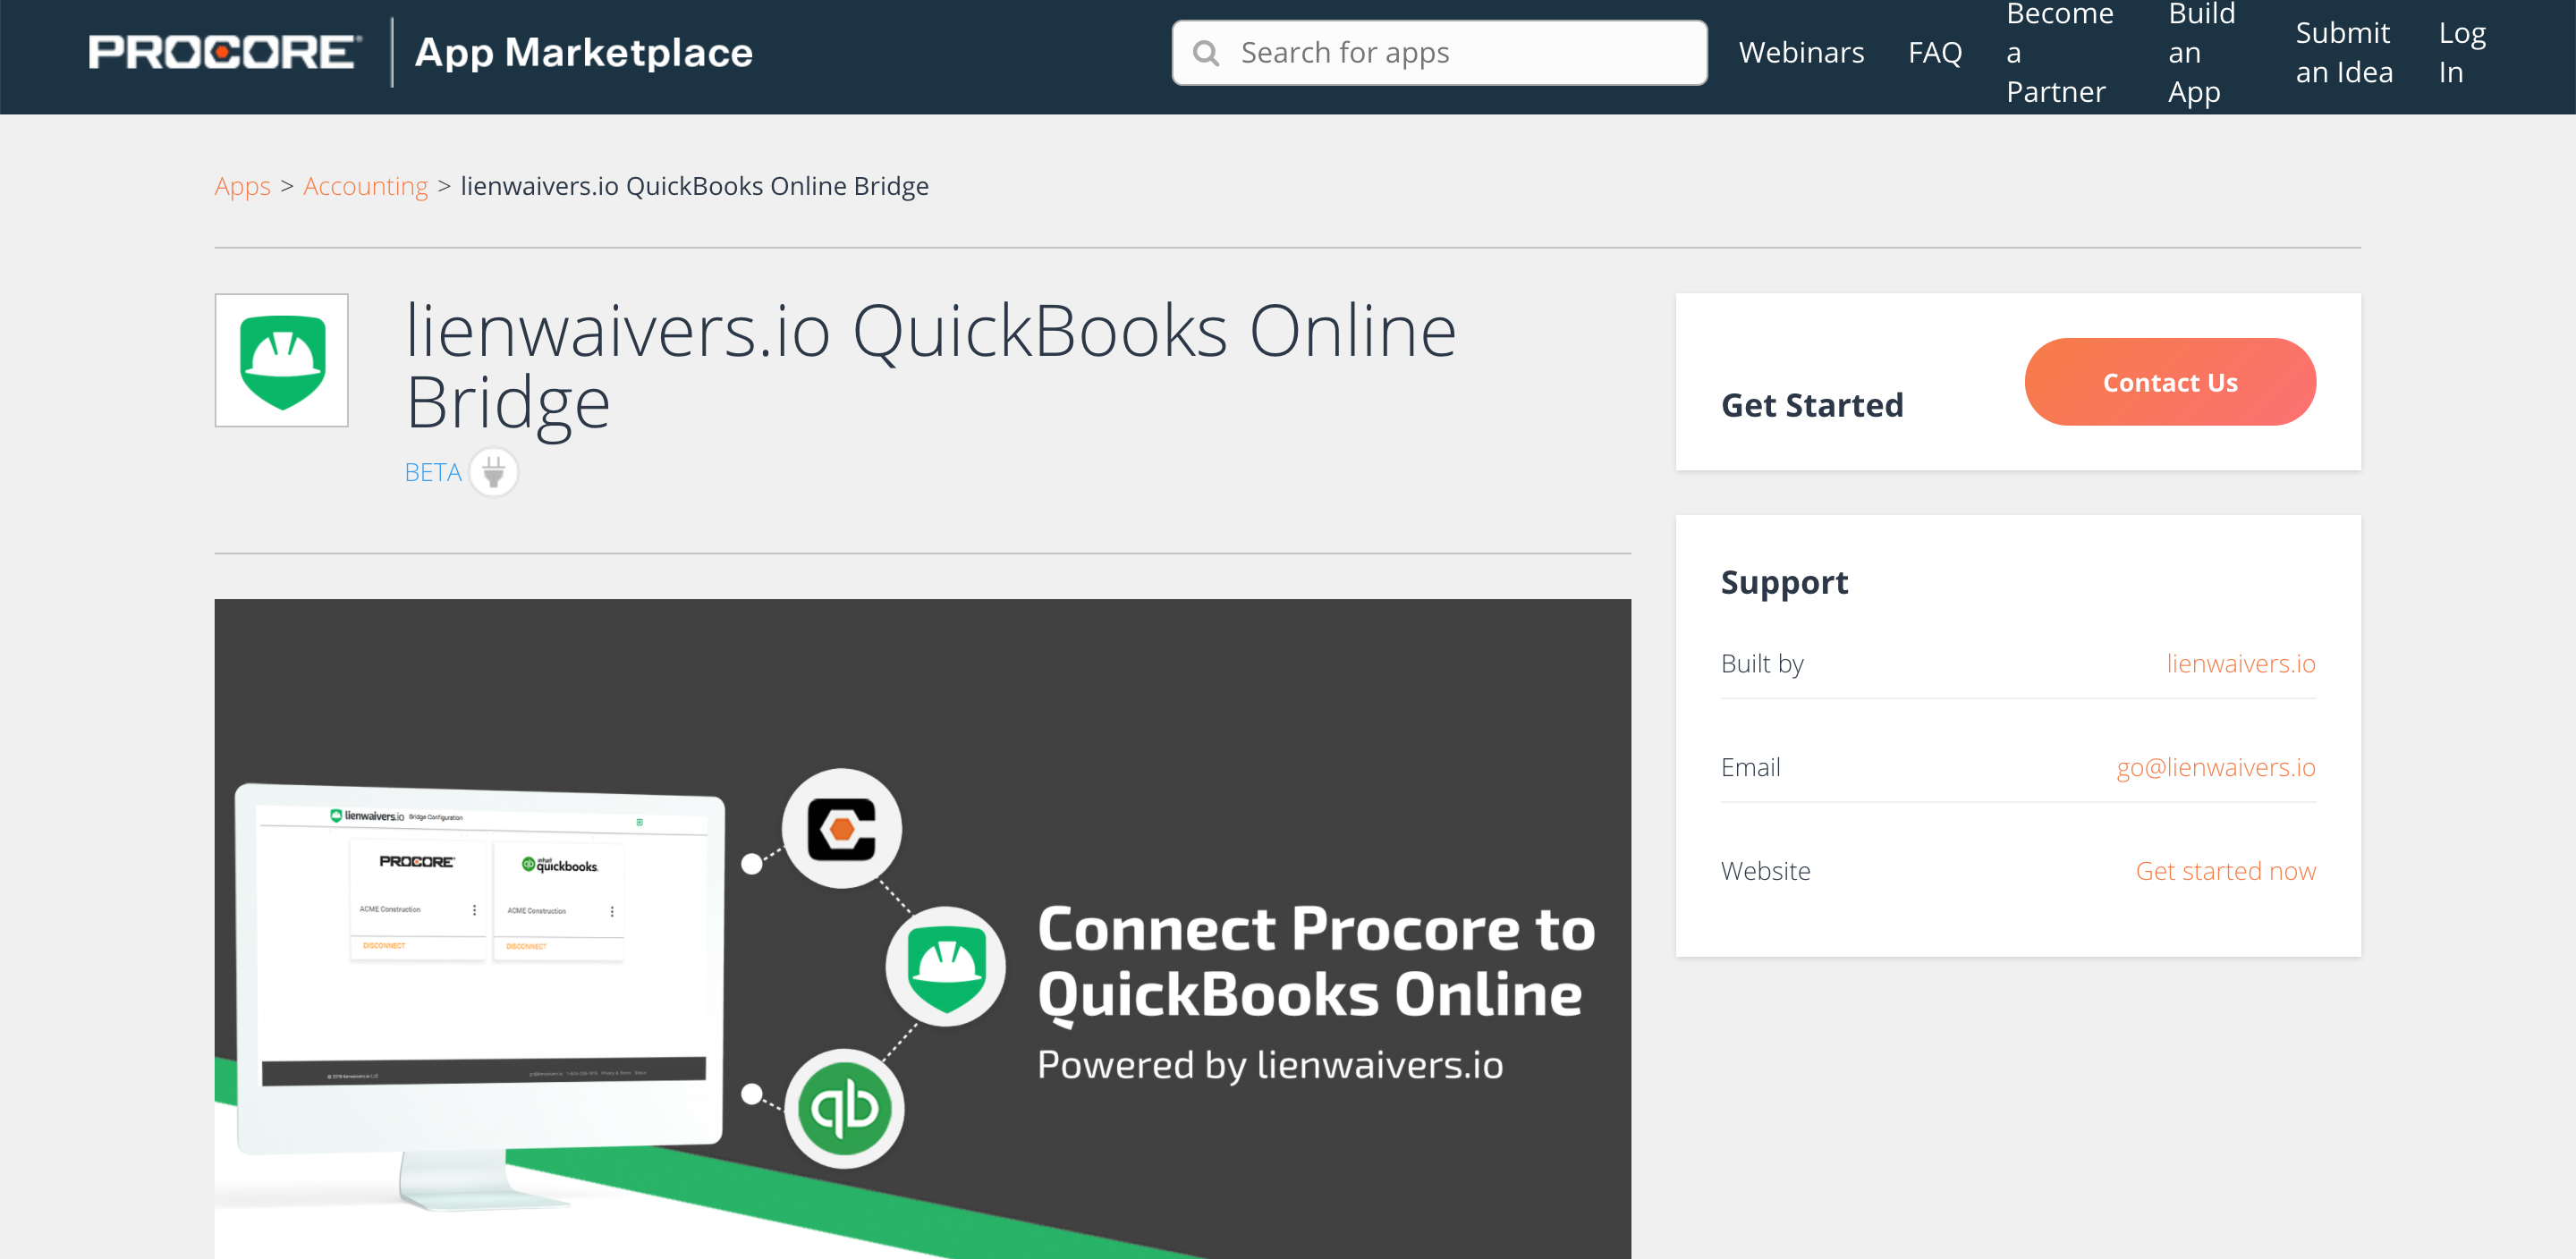 PROCORE
App Marketplace
Search for apps
Webinars
FAQ
Become
a
Partner
Build
an
App
Submit
an Idea
Log
In
Apps > Accounting > lienwaivers.io QuickBooks Online Bridge
lienwaivers.io QuickBooks Online
Bridge
BETA
Get Started
Contact Us
Support
Built by
lienwaivers.io
Email
go@lienwaivers.io
Website
Get started now
lienwaivers.io Bridge Configuration
PROCORE
ACME Construction
DISCONNECT
intuit
quickbooks.
ACME Construction
DISCONNECT
qb
Connect Procore to
QuickBooks Online
Powered by lienwaivers.io